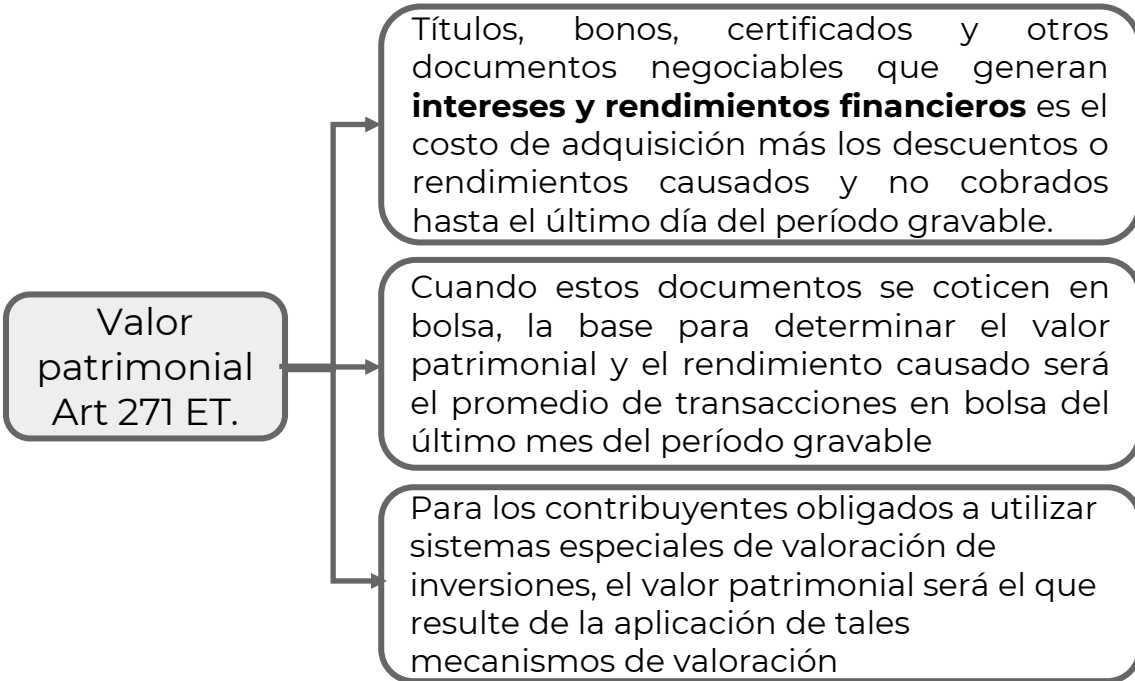 Títulos, bonos, certificados y otros
documentos negociables que generan
intereses y rendimientos financieros es el
costo de adquisición más los descuentos o
rendimientos causados y no cobrados
hasta el último día del período gravable.
Valor
patrimonial
Art 271 ET.
Cuando estos documentos se coticen en
bolsa, la base para determinar el valor
patrimonial y el rendimiento causado será
el promedio de transacciones en bolsa del
último mes del período gravable
Para los contribuyentes obligados a utilizar
sistemas especiales de valoración de
inversiones, el valor patrimonial será el que
resulte de la aplicación de tales
mecanismos de valoración